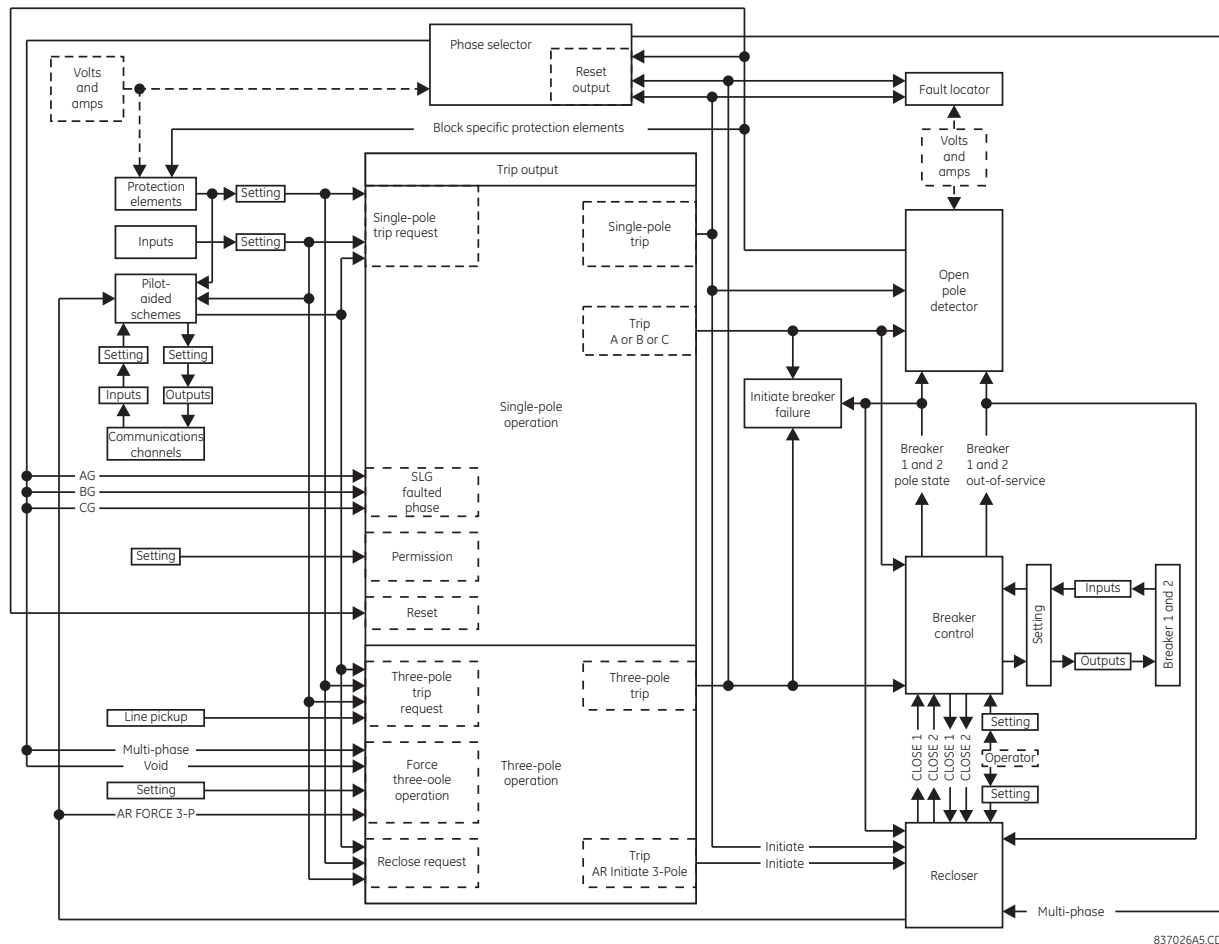 Phase selector
Reset
output
Volts
and
amps
Fault locator
Block specific protection elements
Volts
and
amps
Trip output
Protection
elements
Setting
Single-pole
trip request
Single-pole
trip
Inputs
Setting
Pilot-
aided
schemes
Open
pole
detector
Trip
A or B or C
Setting
Setting
Inputs
Outputs
Communications
channels
Initiate breaker
failure
Single-pole
operation
Breaker
1 and 2
pole state
Breaker
1 and 2
out-of-service
AG
BG
CG
SLG
faulted
phase
Setting
Permission
Reset
Breaker
control
Setting
Inputs
Outputs
Breaker 1 and 2
Three-pole
trip
request
Three-pole
trip
Line pickup
Multi-phase
Void
Setting
AR FORCE 3-P
Force
three-oole
operation
Three-pole
operation
CLOSE 1
CLOSE 2
CLOSE 1
CLOSE 2
Setting
Operator
Setting
Reclose request
Trip
AR Initiate 3-Pole
Initiate
Initiate
Recloser
Multi-phase
837026A5.CD